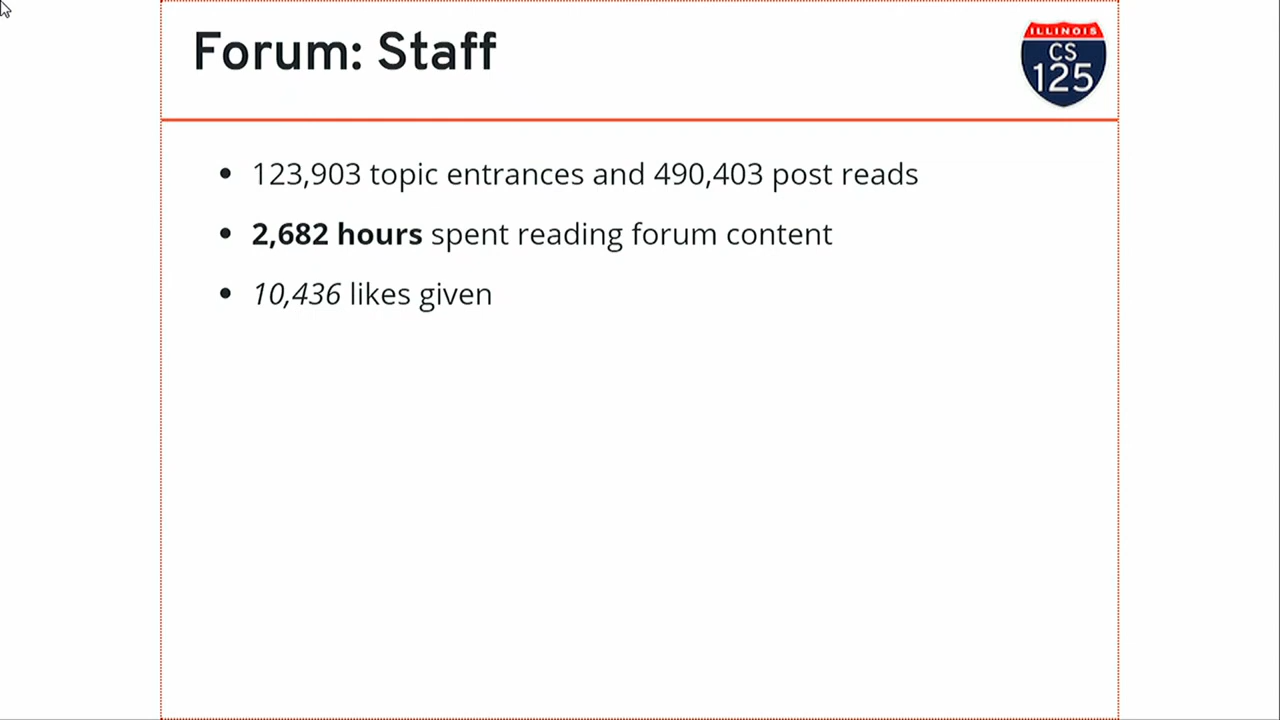 Forum: Staff
ILLINOIS
CS
125
123,903 topic entrances and 490,403 post reads
2,682 hours spent reading forum content
10,436 likes given